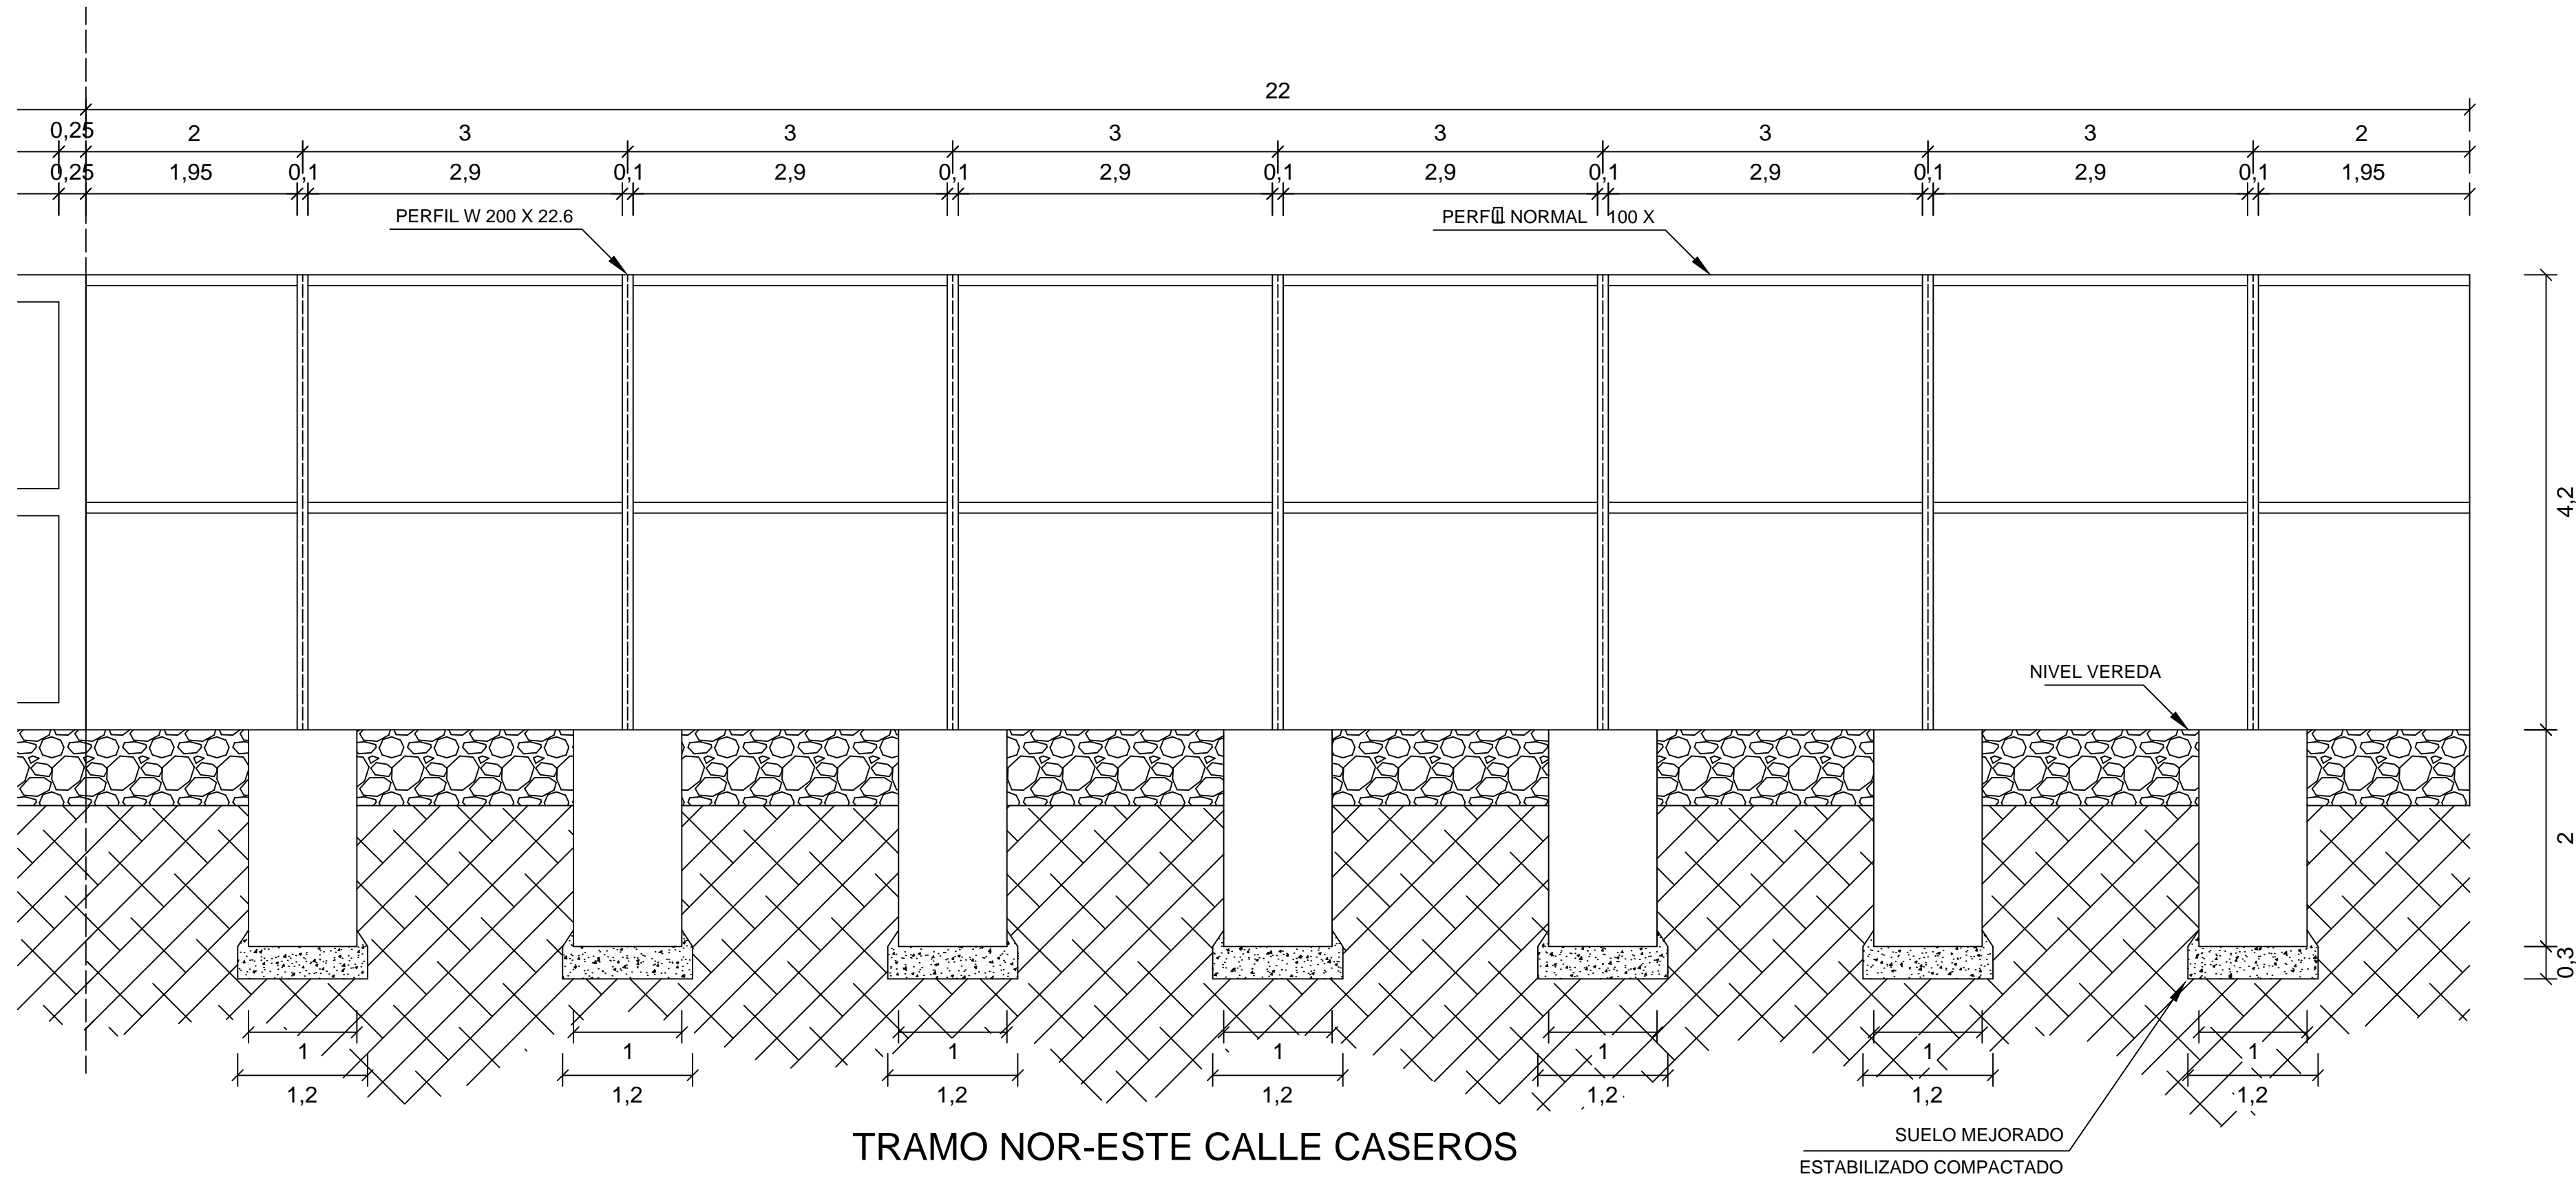 22
0,25 2 3 3 3 3 3 3 2
0,25 1,95 0,1 2,9 0,1 2,9 0,1 2,9 0,1 2,9 0,1 2,9 0,1 2,9 0,1 1,95
PERFIL W 200 X 22.6
PERFIL NORMAL 100 X
4,2
NIVEL VEREDA
2
0,3
1 1 1 1 1 1 1
1,2 1,2 1,2 1,2 1,2 1,2 1,2
TRAMO NOR-ESTE CALLE CASEROS
SUELO MEJORADO
ESTABILIZADO COMPACTADO